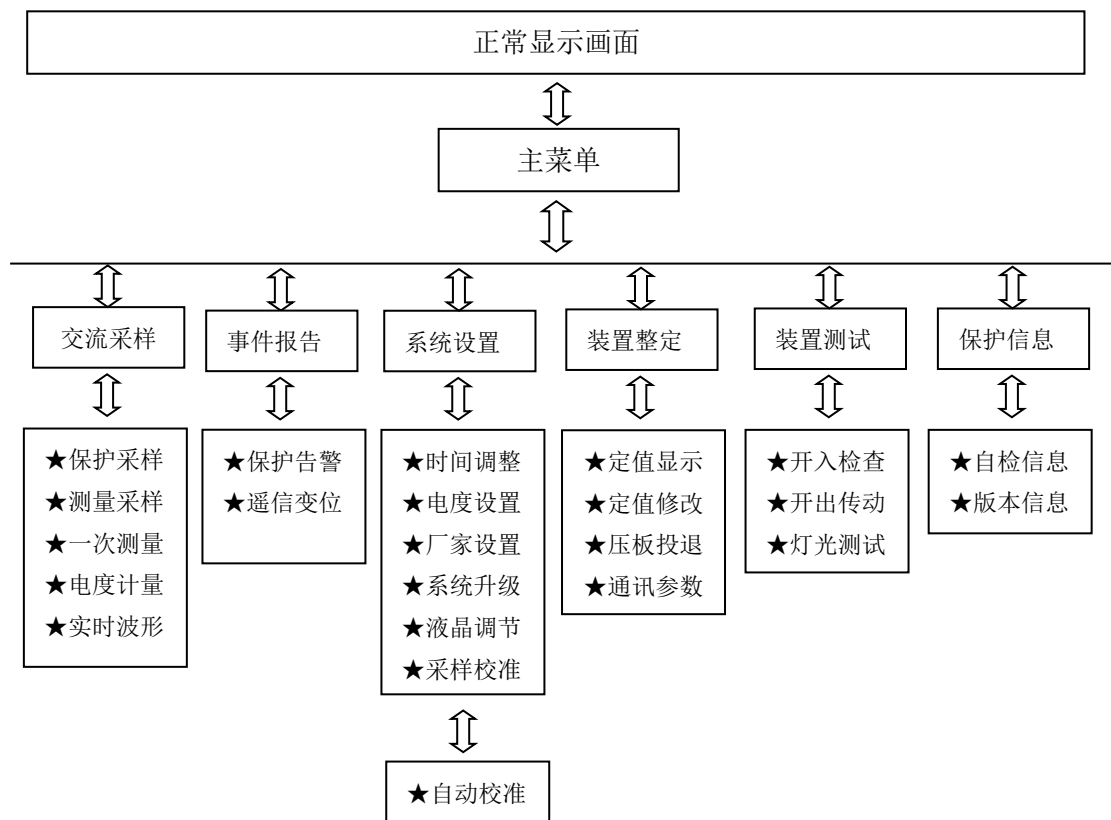 正常显示画面
主菜单
交流采样
事件报告
系统设置
装置整定
装置测试
保护信息
★保护采样
★测量采样
★一次测量
★电度计量
★实时波形
★保护告警
★遥信变位
★时间调整
★电度设置
★厂家设置
★系统升级
★液晶调节
★采样校准
★定值显示
★定值修改
★压板投退
★通讯参数
★开入检查
★开出传动
★灯光测试
★自检信息
★版本信息
★自动校准